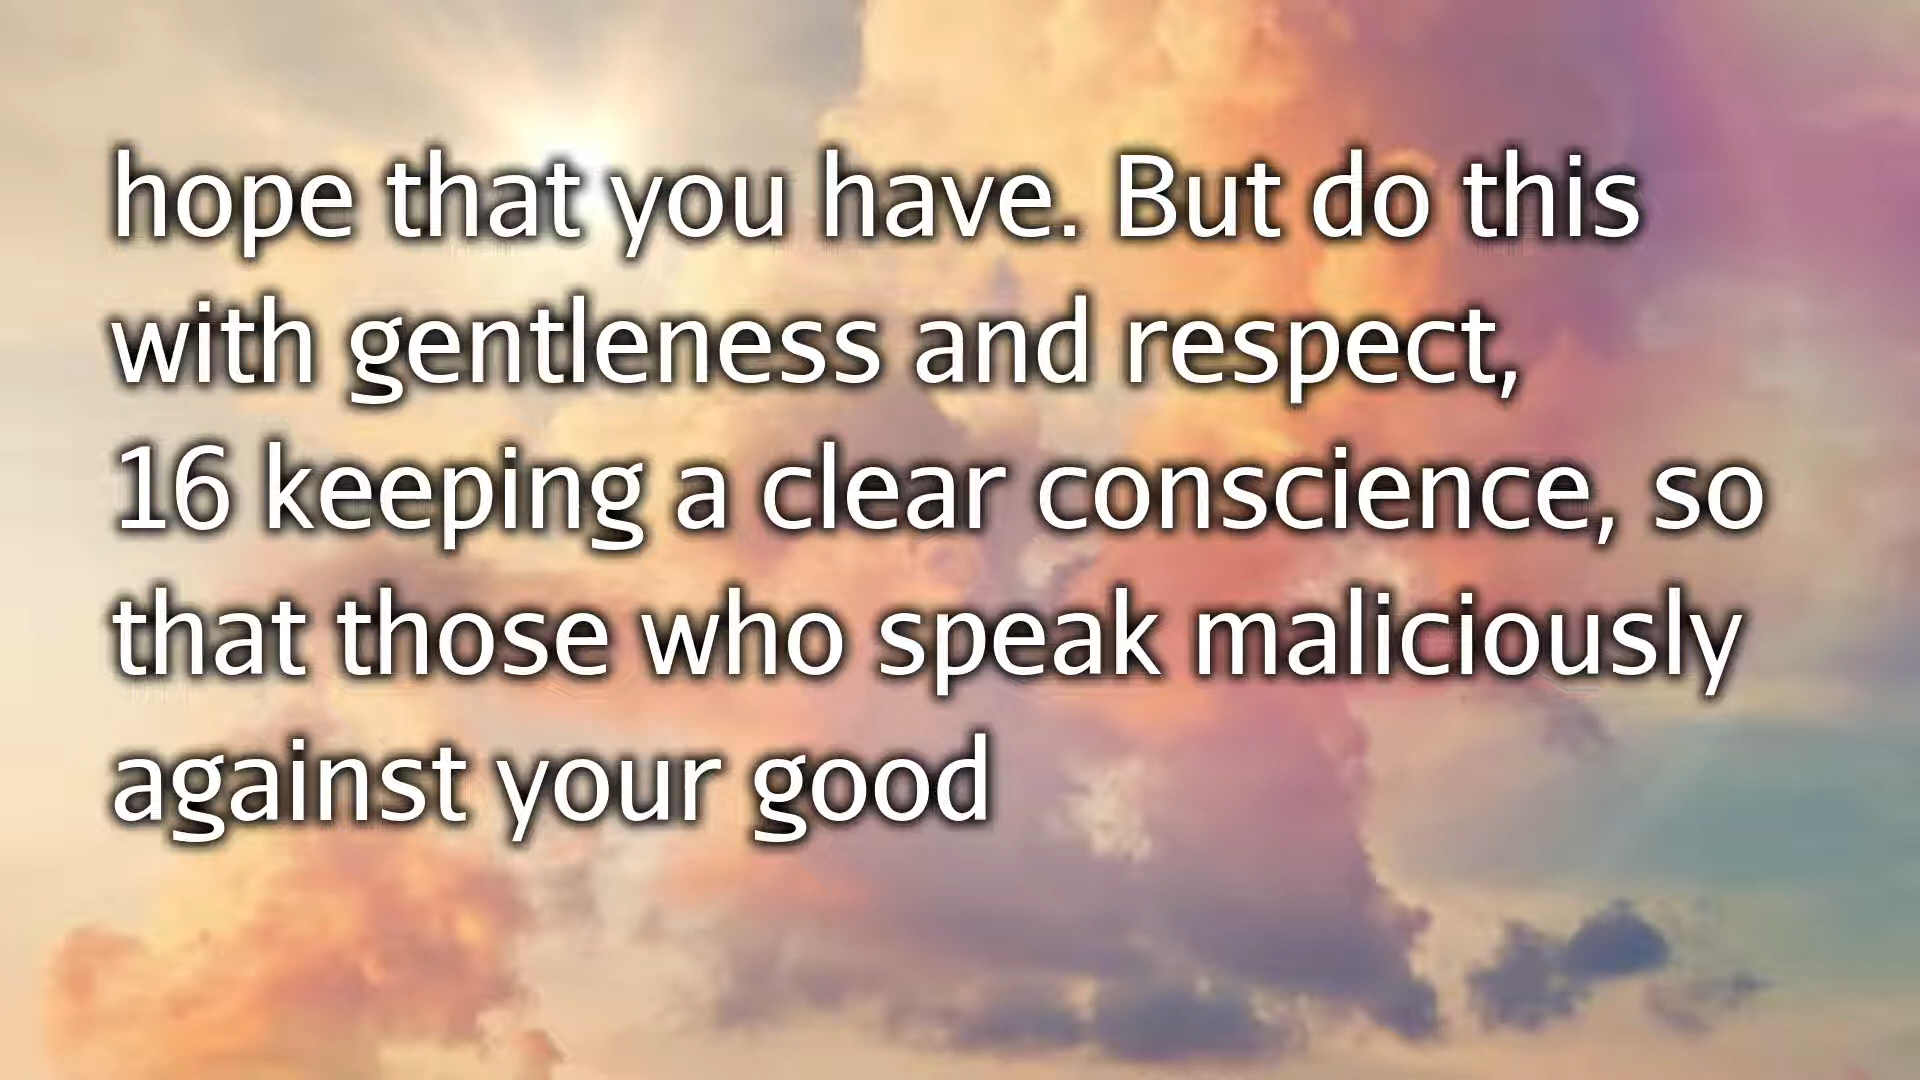 hope that you have. But do this
with gentleness and respect,
16 keeping a clear conscience, so
that those who speak maliciously
against your good